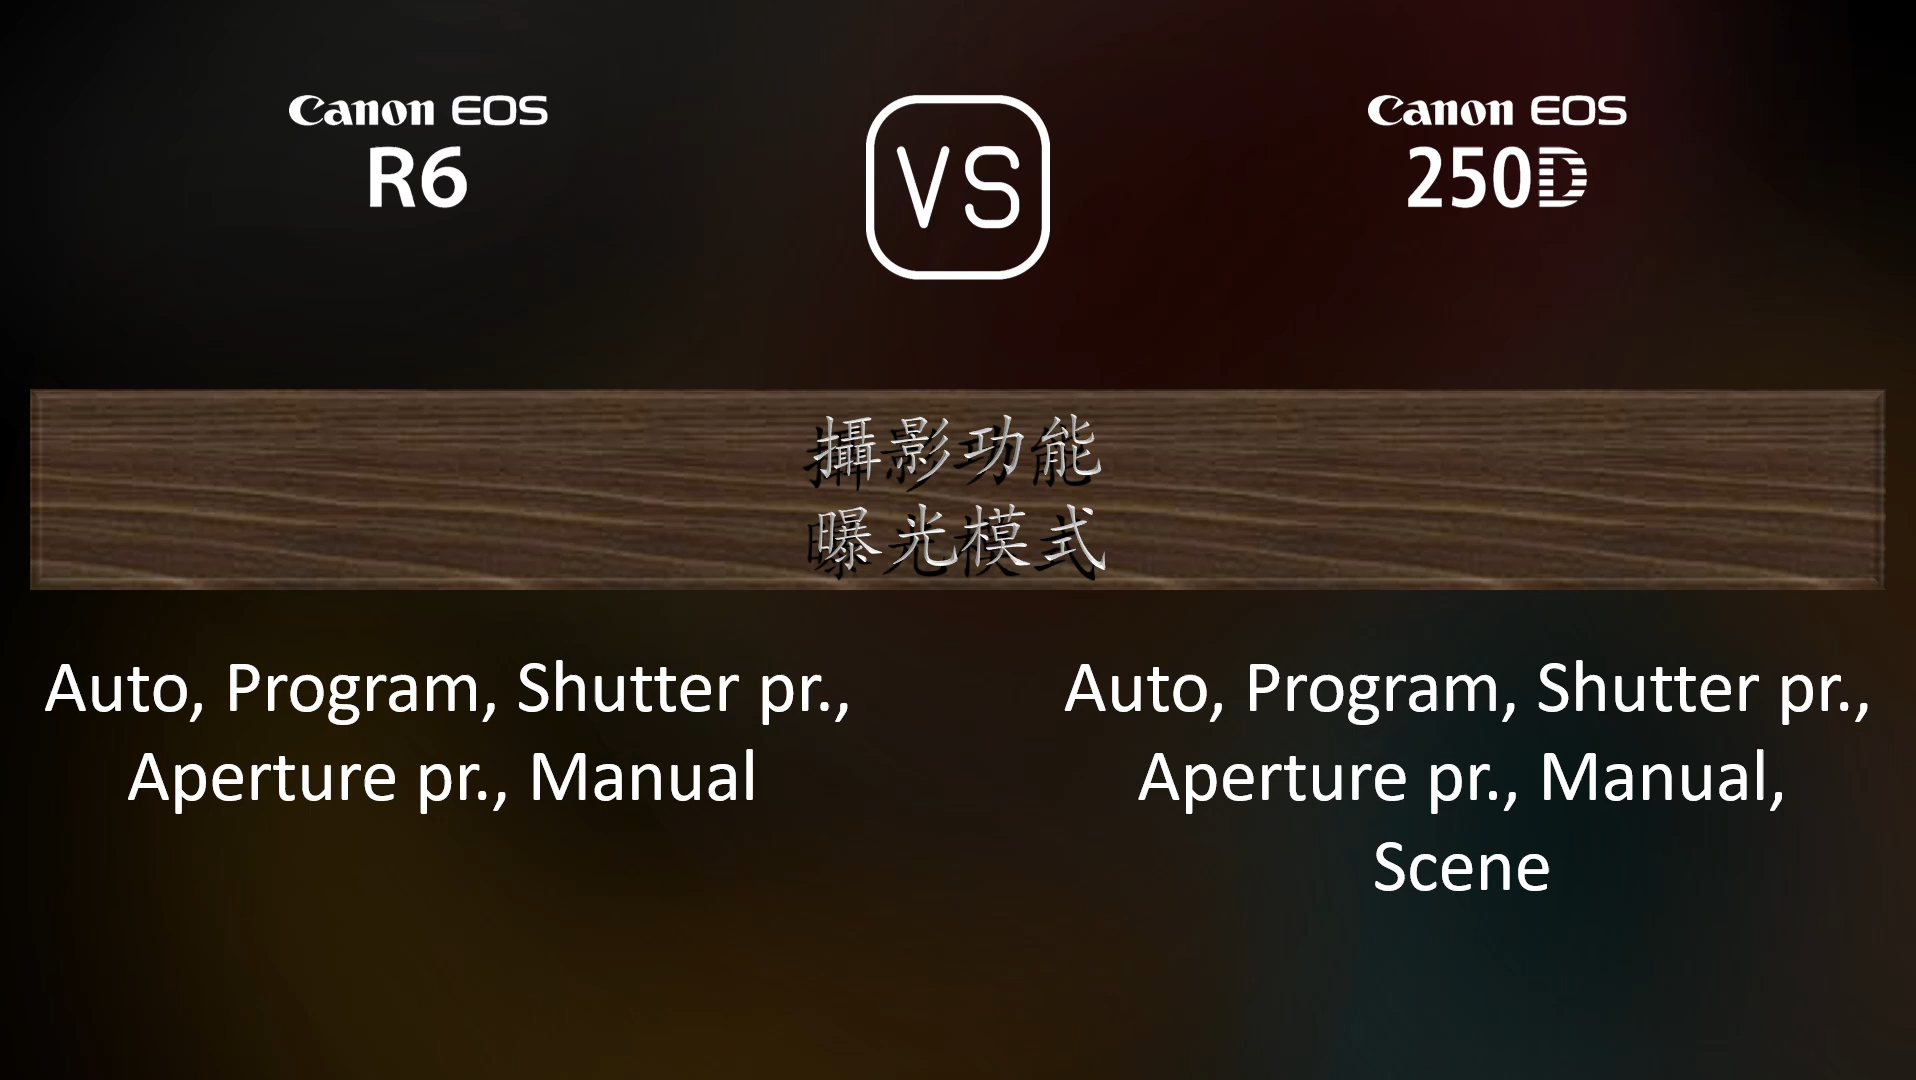 Canon EOS
R6
VS
Canon EOS
250D
攝影功能
曝光模式
Auto, Program, Shutter pr.,
Aperture pr., Manual
Auto, Program, Shutter pr.,
Aperture pr., Manual,
Scene